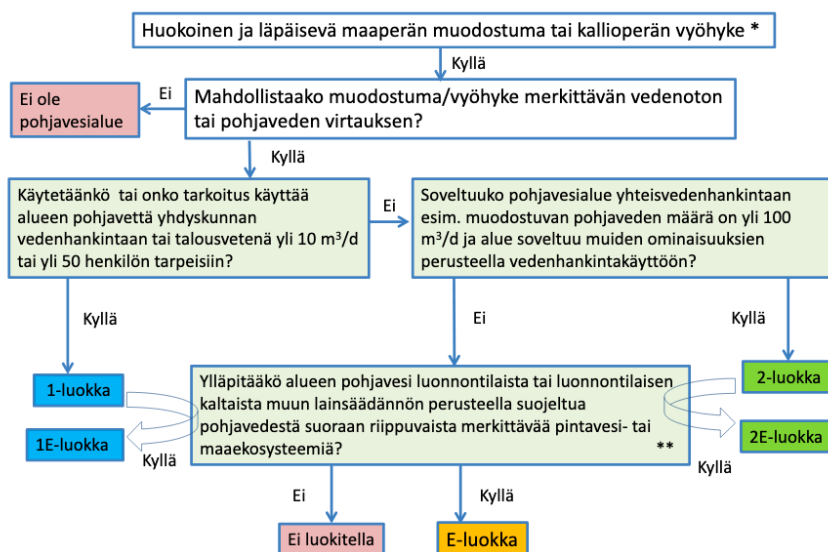 Huokoinen ja läpäisevä maaperän muodostuma tai kallioperän vyöhyke *
Kyllä
Ei ole
pohjavesialue
Ei
Mahdollistaako muodostuma/vyöhyke merkittävän vedenoton
tai pohjaveden virtauksen?
Kyllä
Käytetäänkö tai onko tarkoitus käyttää
alueen pohjavettä yhdyskunnan
vedenhankintaan tai talousvetenä yli 10 m³/d
tai yli 50 henkilön tarpeisiin?
Ei
Soveltuuko pohjavesialue yhteisvedenhankintaan
esim. muodostuvan pohjaveden määrä on yli 100
m³/d ja alue soveltuu muiden ominaisuuksien
perusteella vedenhankintakäyttöön?
Kyllä
Ei
Kyllä
1-luokka
1E-luokka
Kyllä
Ylläpitääkö alueen pohjavesi luonnontilaista tai luonnontilaisen
kaltaista muun lainsäädännön perusteella suojeltua
pohjavedestä suoraan riippuvaista merkittävää pintavesi- tai
maaekosysteemiä? **
2-luokka
2E-luokka
Kyllä
Ei
Kyllä
Ei luokitella
E-luokka